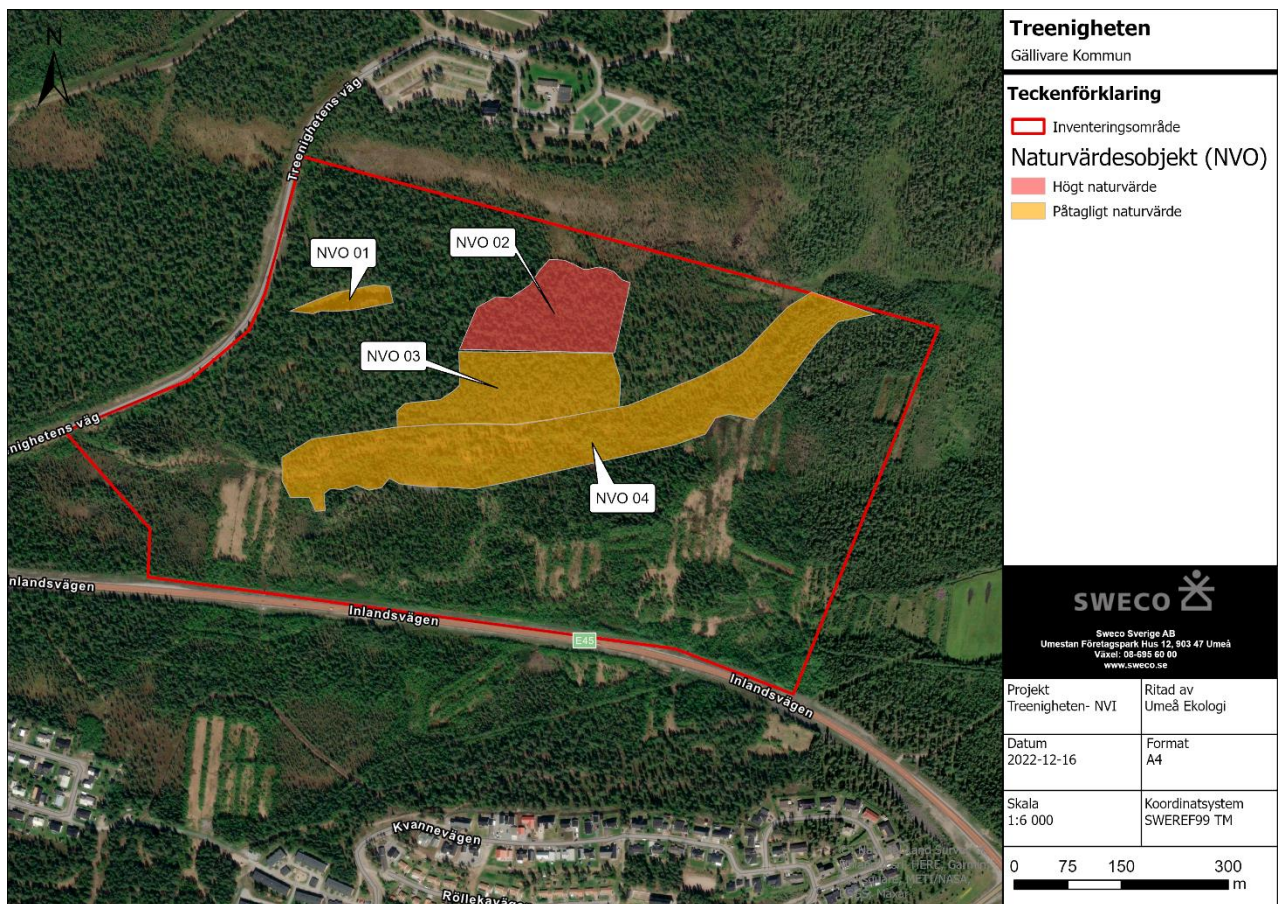 N
Treenighetens väg
NVO 01
NVO 02
NVO 03
NVO 04
nighetens väg
nlandsvägen
Inlandsvägen
E45
Inlandsvägen
Kvannevägen
Röllekaväge
Treenigheten
Gällivare Kommun
Teckenförklaring
Inventeringsområde
Naturvärdesobjekt (NVO)
Högt naturvärde
Påtagligt naturvärde
SWECO
Sweco Sverige AB
Umestan Företagspark Hus 12, 903 47 Umeå
Växel: 08-695 60 00
www.sweco.se
Projekt
Treenigheten- NVI
Ritad av
Umeå Ekologi
Datum
2022-12-16
Format
A4
Skala
1:6 000
Koordinatsystem
SWEREF99 TM
0 75 150 300
m